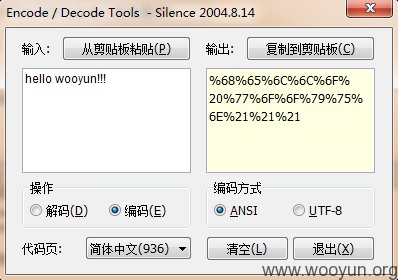 Encode / Decode Tools - Silence 2004.8.14
输入: 从剪贴板粘贴(P) 输出: 复制到剪贴板(C)
hello wooyun!!!
%68%65%6C%6C%6F%
20%77%6F%6F%79%75%
6E%21%21%21
操作 编码方式
解码(D) 编码(E) ANSI UTF-8
代码页: 简体中文(936) 清空(L) 退出(X)
www.wooyun.org